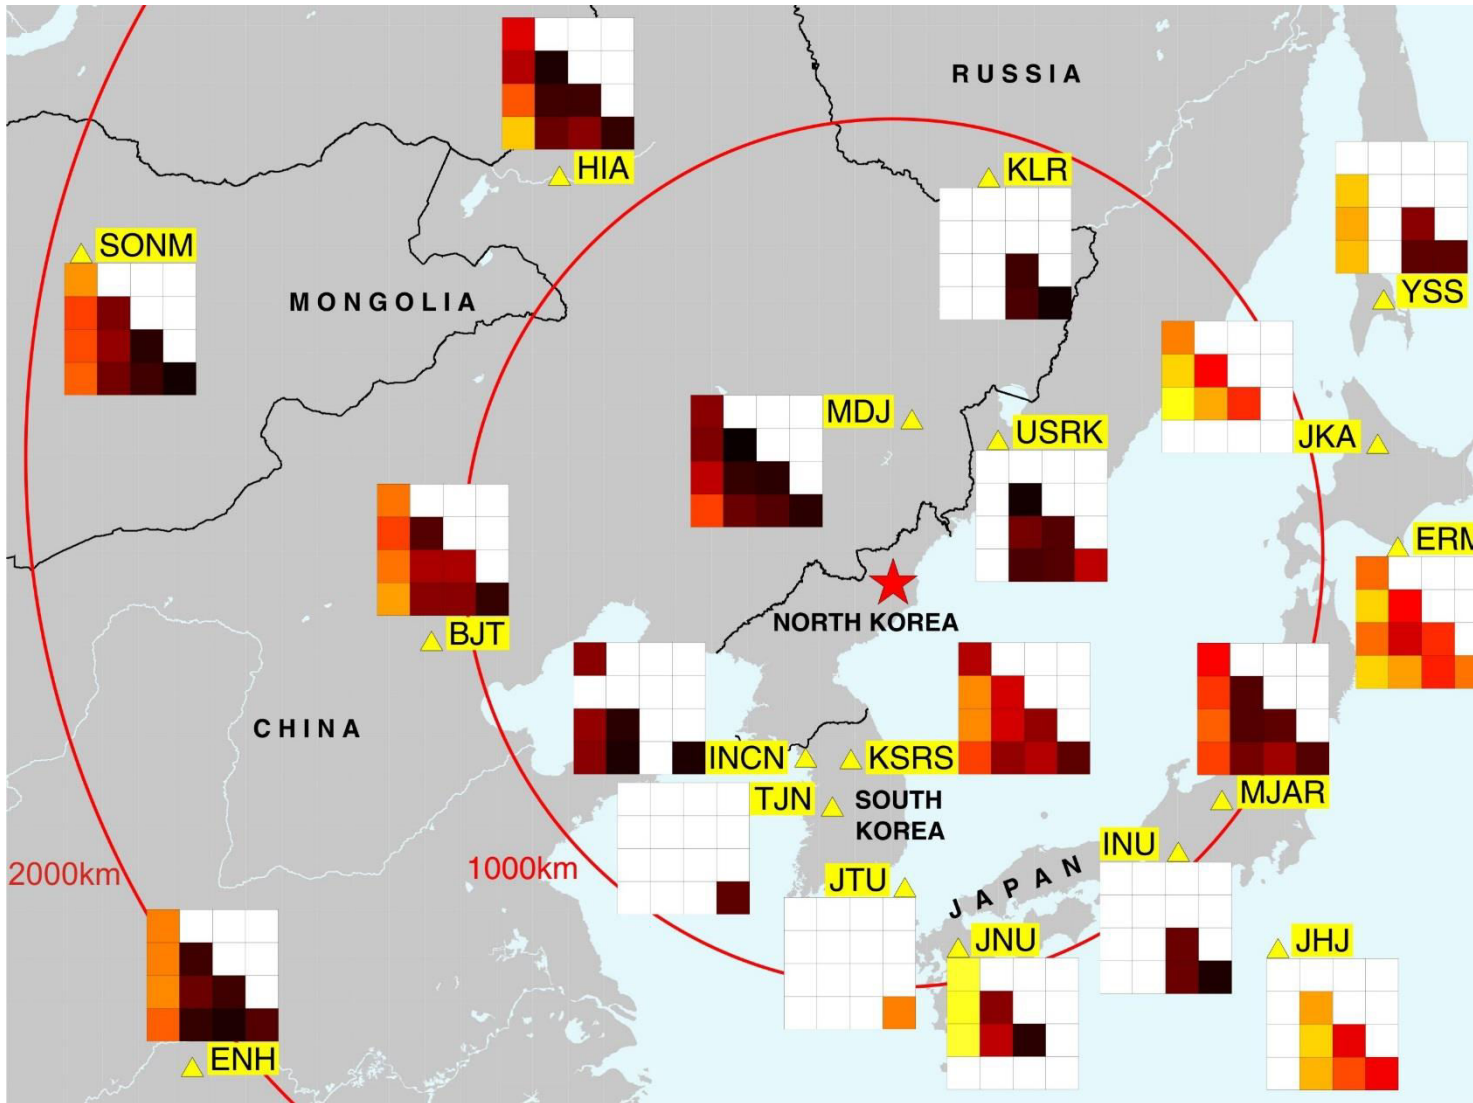 RUSSIA
HIA
KLR
SONM
MONGOLIA
YSS
MDJ
USRK
JKA
ERM
NORTH KOREA
BJT
CHINA
INCN
KSRS
TJN
SOUTH
KOREA
MJAR
INU
2000km
1000km
JTU
JAPAN
JNU
JHJ
ENH